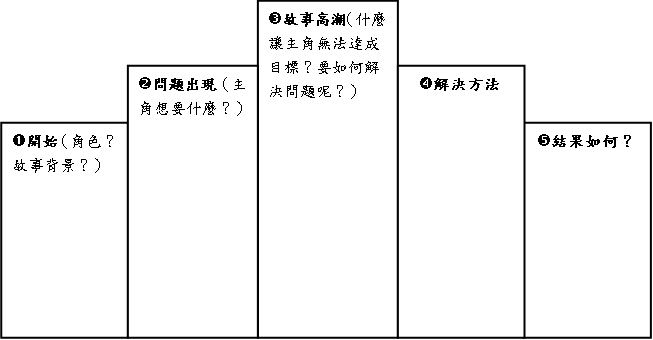 ❶開始(角色？
故事背景？)
❷問題出現(主
角想要什麼？)
❸故事高潮(什麼
讓主角無法達成
目標？要如何解
決問題呢？)
❹解決方法
❺結果如何？